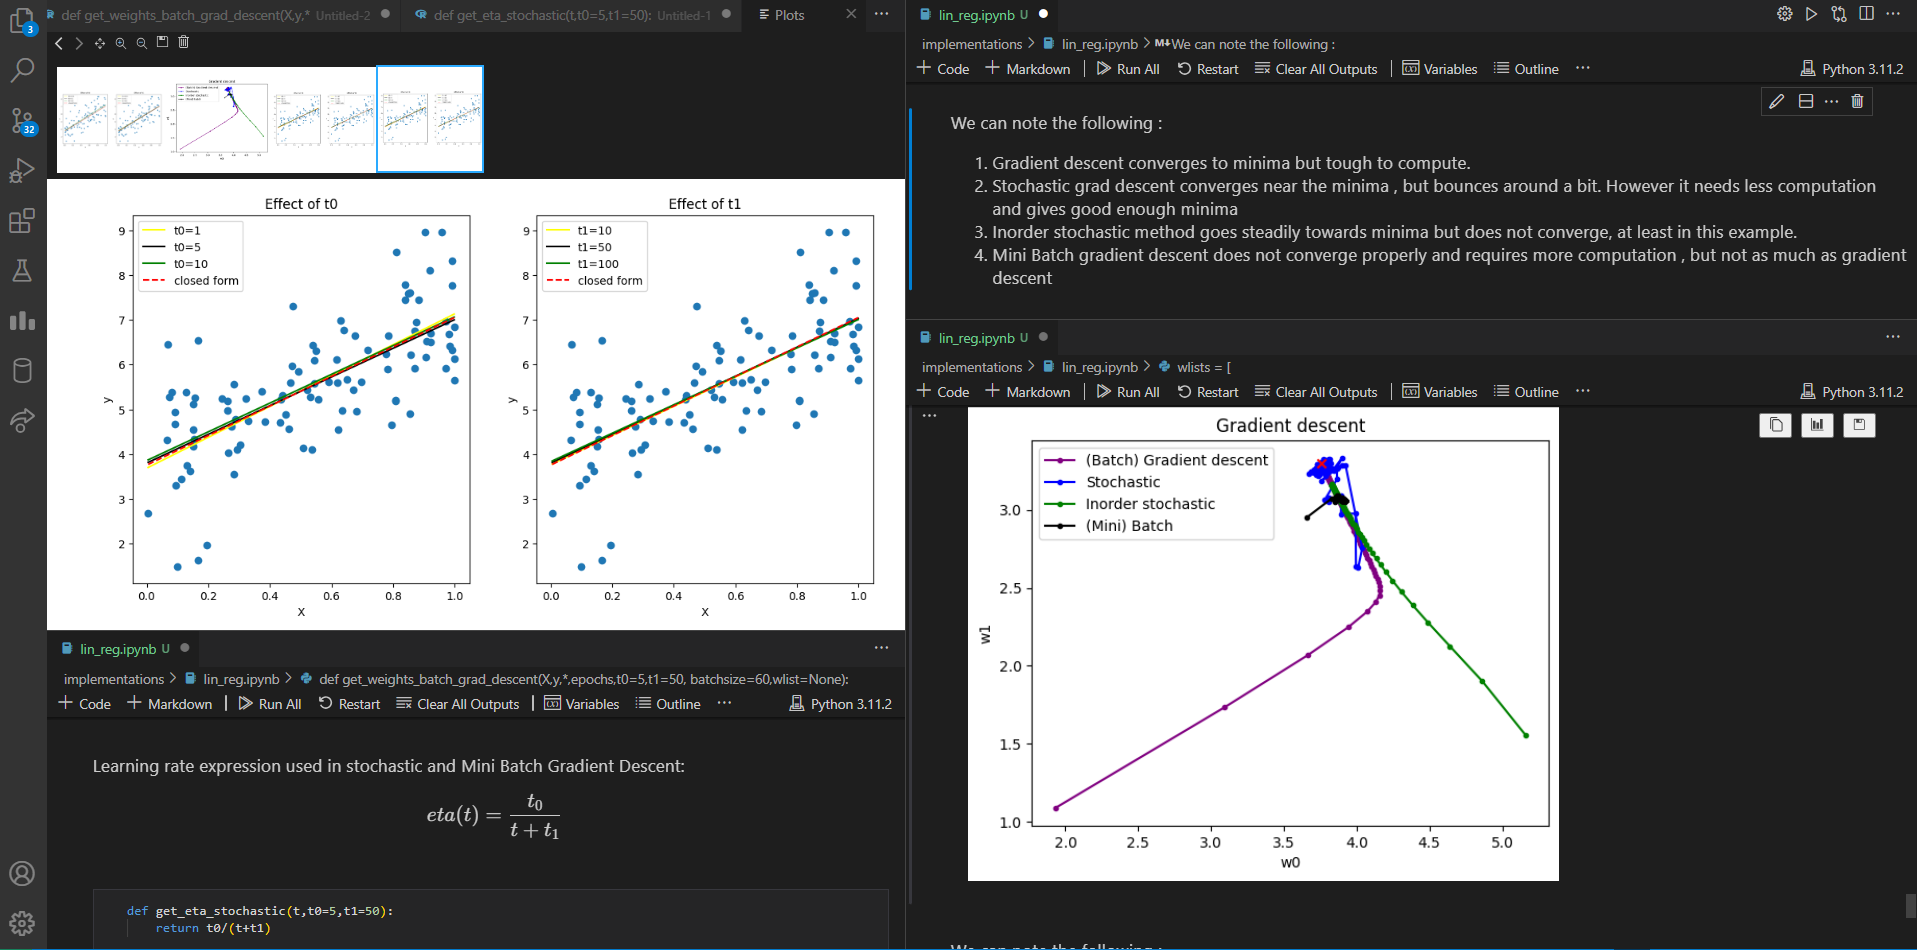 def get_weights_batch_grad_descent(X,y,* Untitled-2
def get_eta_stochastic(t,t0=5,t1=50): Untitled-1
Plots
3
32
Effect of t0
t0=1
t0=5
t0=10
closed form
9
8
7
6
5
4
3
2
y
0.0 0.2 0.4 0.6 0.8 1.0
X
Effect of t1
t1=10
t1=50
t1=100
closed form
9
8
7
6
5
4
3
2
y
0.0 0.2 0.4 0.6 0.8 1.0
X
lin_reg.ipynb U
implementations > lin_reg.ipynb > def get_weights_batch_grad_descent(X,y,*,epochs,t0=5,t1=50, batchsize=60,wlist=None):
+ Code + Markdown | Run All Restart Clear All Outputs | Variables Outline ... Python 3.11.2
Learning rate expression used in stochastic and Mini Batch Gradient Descent:
eta(t) = t0 / (t + t1)
def get_eta_stochastic(t,t0=5,t1=50):
return t0/(t+t1)
lin_reg.ipynb U
implementations > lin_reg.ipynb > M↓We can note the following :
+ Code + Markdown | Run All Restart Clear All Outputs | Variables Outline ... Python 3.11.2
We can note the following :
1. Gradient descent converges to minima but tough to compute.
2. Stochastic grad descent converges near the minima , but bounces around a bit. However it needs less computation
and gives good enough minima
3. Inorder stochastic method goes steadily towards minima but does not converge, at least in this example.
4. Mini Batch gradient descent does not converge properly and requires more computation , but not as much as gradient
descent
lin_reg.ipynb U
implementations > lin_reg.ipynb > wlists = [
+ Code + Markdown | Run All Restart Clear All Outputs | Variables Outline ... Python 3.11.2
Gradient descent
(Batch) Gradient descent
Stochastic
Inorder stochastic
(Mini) Batch
3.0
2.5
2.0
1.5
1.0
w1
2.0 2.5 3.0 3.5 4.0 4.5 5.0
w0
We can note the following :